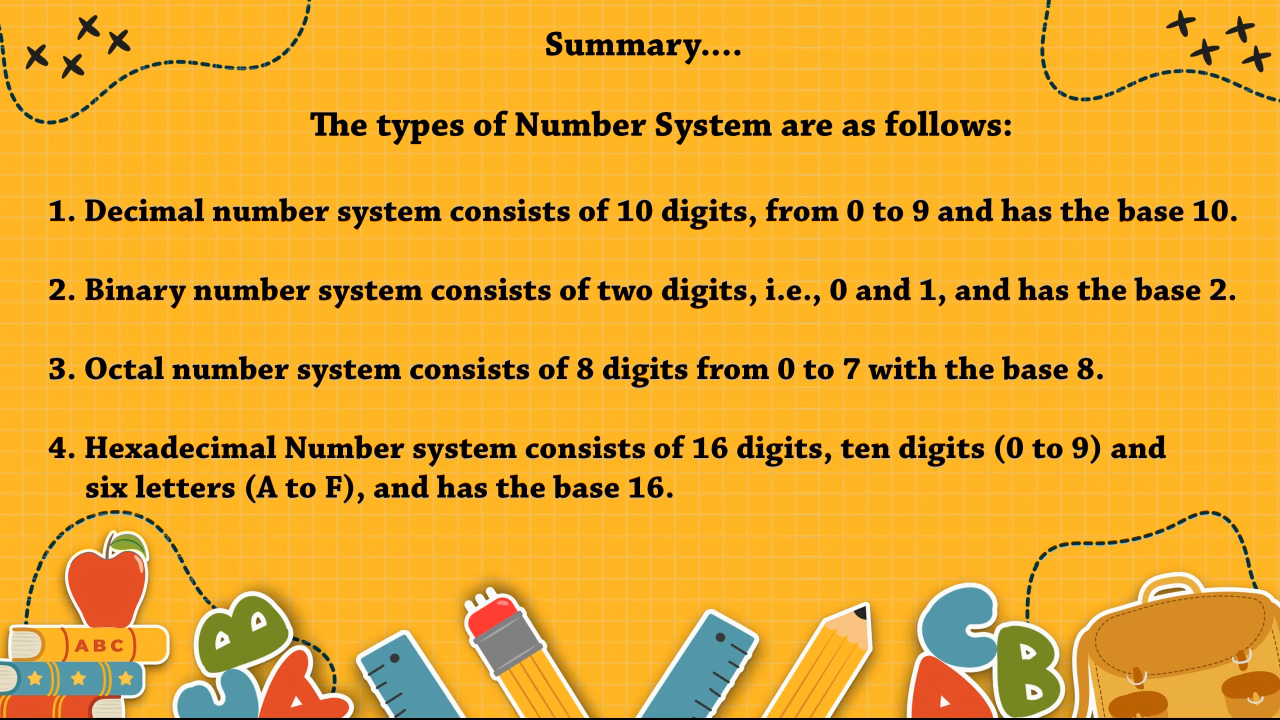 Summary....
The types of Number System are as follows:
1. Decimal number system consists of 10 digits, from 0 to 9 and has the base 10.
2. Binary number system consists of two digits, i.e., 0 and 1, and has the base 2.
3. Octal number system consists of 8 digits from 0 to 7 with the base 8.
4. Hexadecimal Number system consists of 16 digits, ten digits (0 to 9) and
six letters (A to F), and has the base 16.
ABC
B
C
A
C
B
A